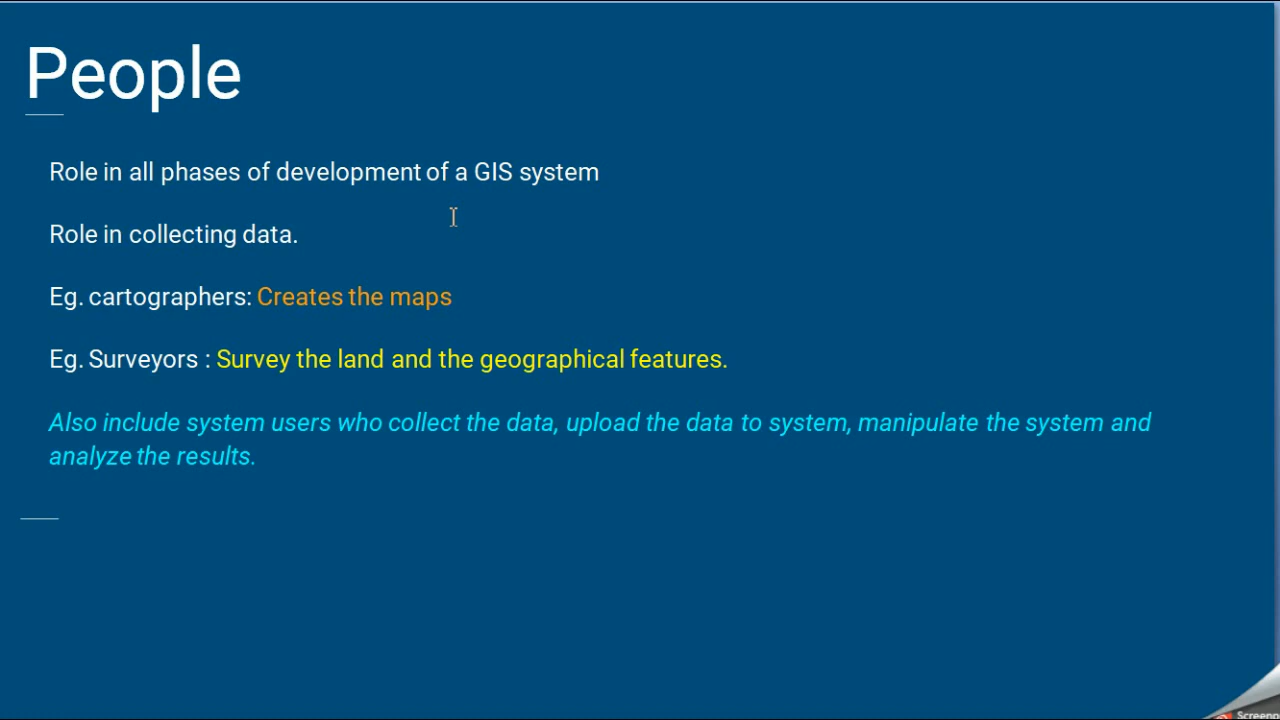 People
Role in all phases of development of a GIS system
Role in collecting data.
Eg. cartographers: Creates the maps
Eg. Surveyors : Survey the land and the geographical features.
Also include system users who collect the data, upload the data to system, manipulate the system and
analyze the results.